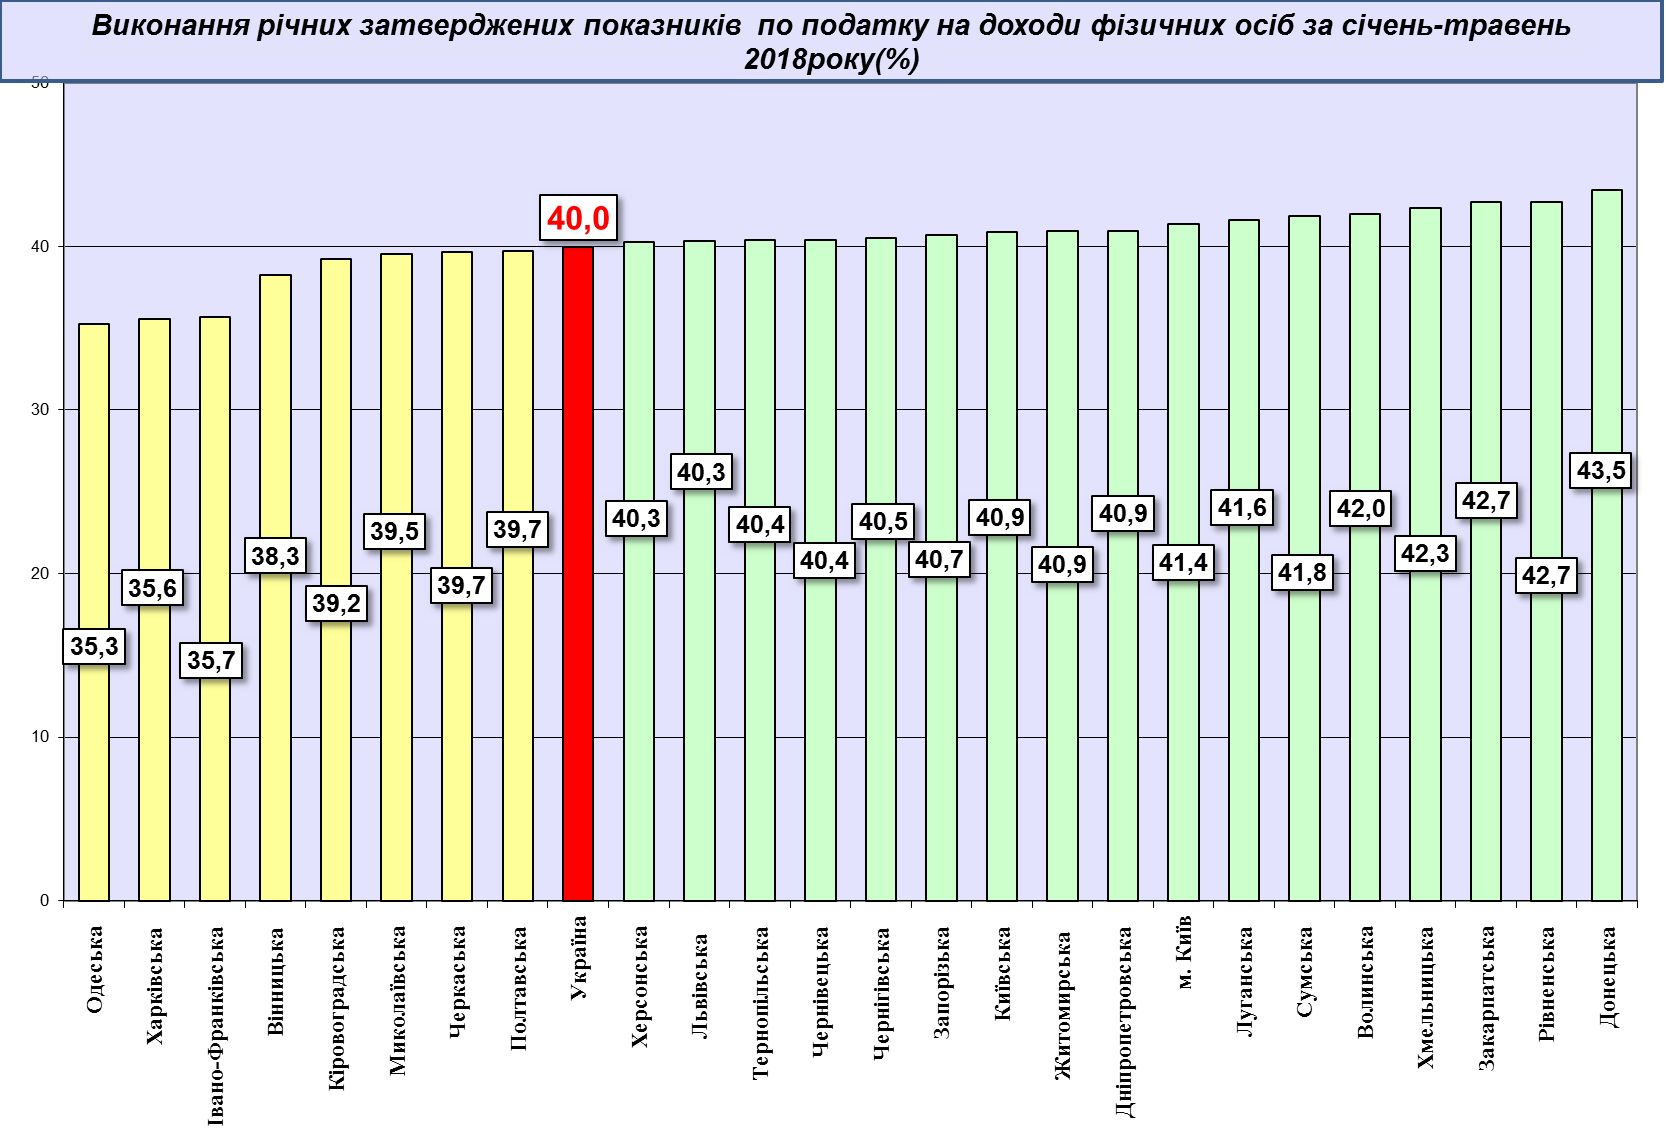 Виконання річних затверджених показників по податку на доходи фізичних осіб за січень-травень
2018року(%)
50
40
30
20
10
0
35,3
35,6
35,7
38,3
39,2
39,5
39,7
39,7
40,0
40,3
40,3
40,4
40,4
40,5
40,7
40,9
40,9
40,9
41,4
41,6
41,8
42,0
42,3
42,7
42,7
43,5
Одеська
Харківська
Івано-Франківська
Вінницька
Кіровоградська
Миколаївська
Черкаська
Полтавська
Україна
Херсонська
Львівська
Тернопільська
Чернівецька
Чернігівська
Запорізька
Київська
Житомирська
Дніпропетровська
м. Київ
Луганська
Сумська
Волинська
Хмельницька
Закарпатська
Рівненська
Донецька